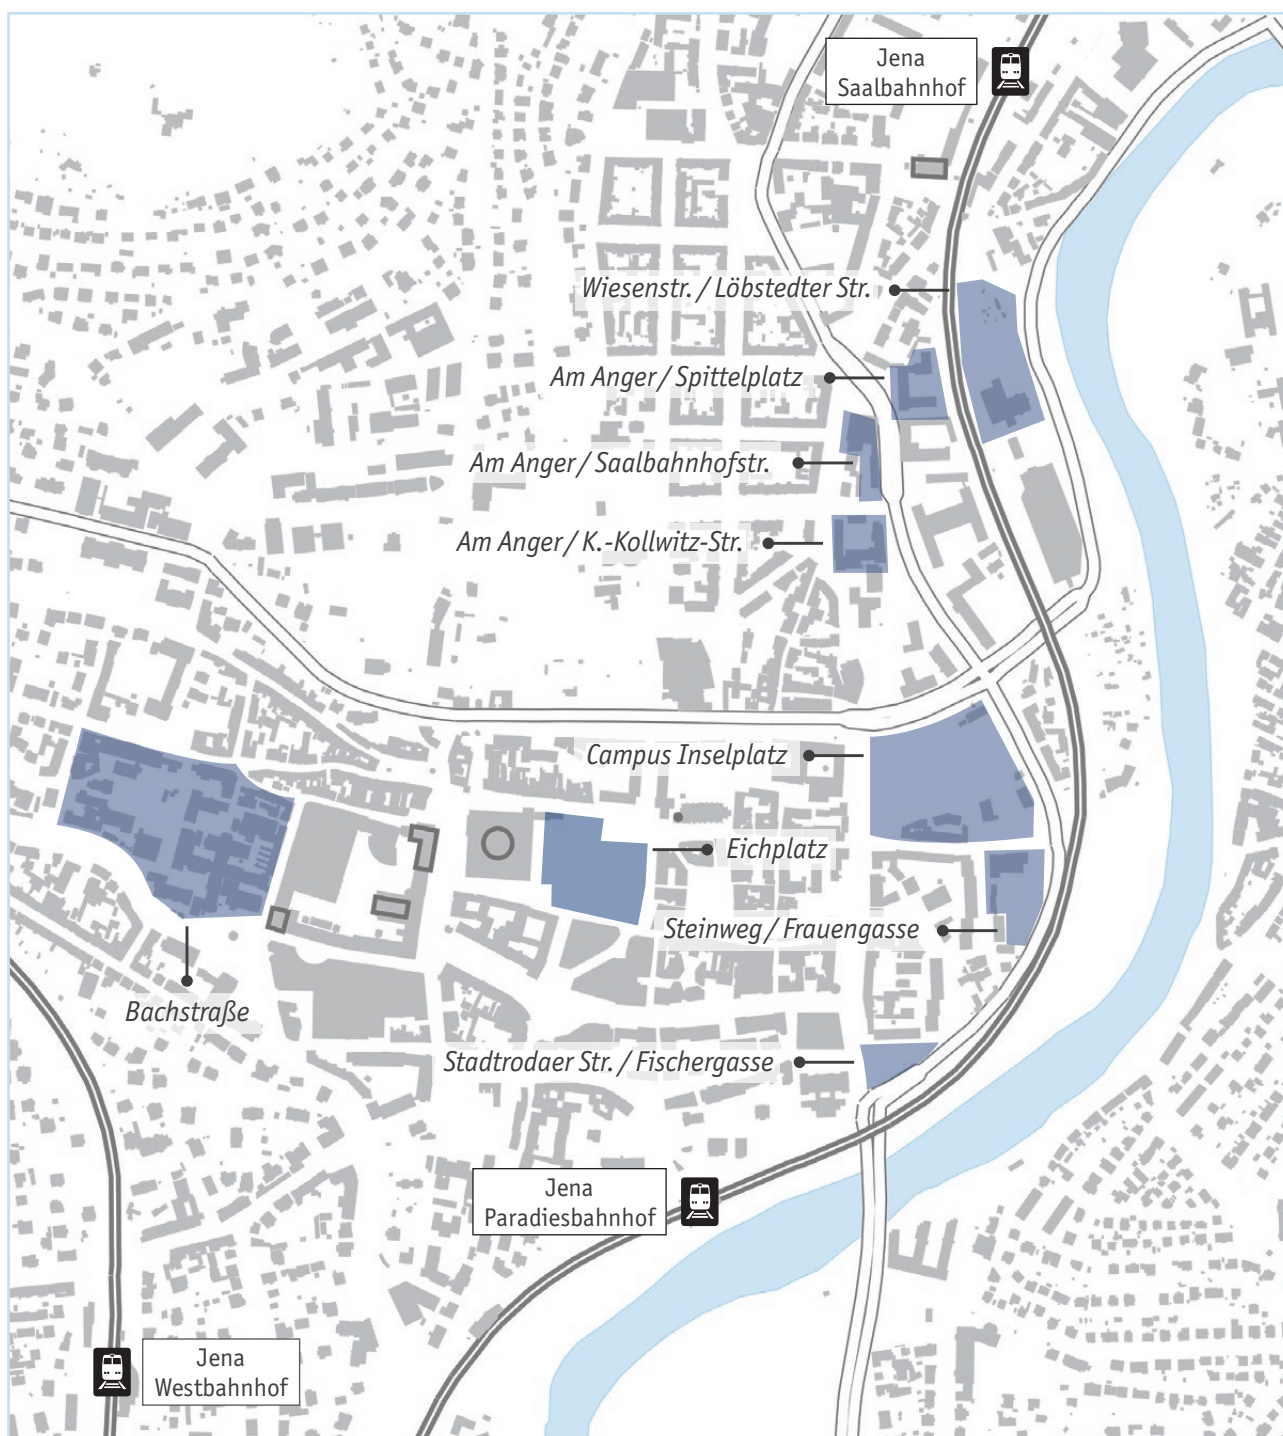 Jena
Saalbahnhof
Wiesenstr. / Löbstedter Str.
Am Anger / Spittelplatz
Am Anger / Saalbahnhofstr.
Am Anger / K.-Kollwitz-Str.
Campus Inselplatz
Eichplatz
Steinweg / Frauengasse
Bachstraße
Stadtrodaer Str. / Fischergasse
Jena
Paradiesbahnhof
Jena
Westbahnhof